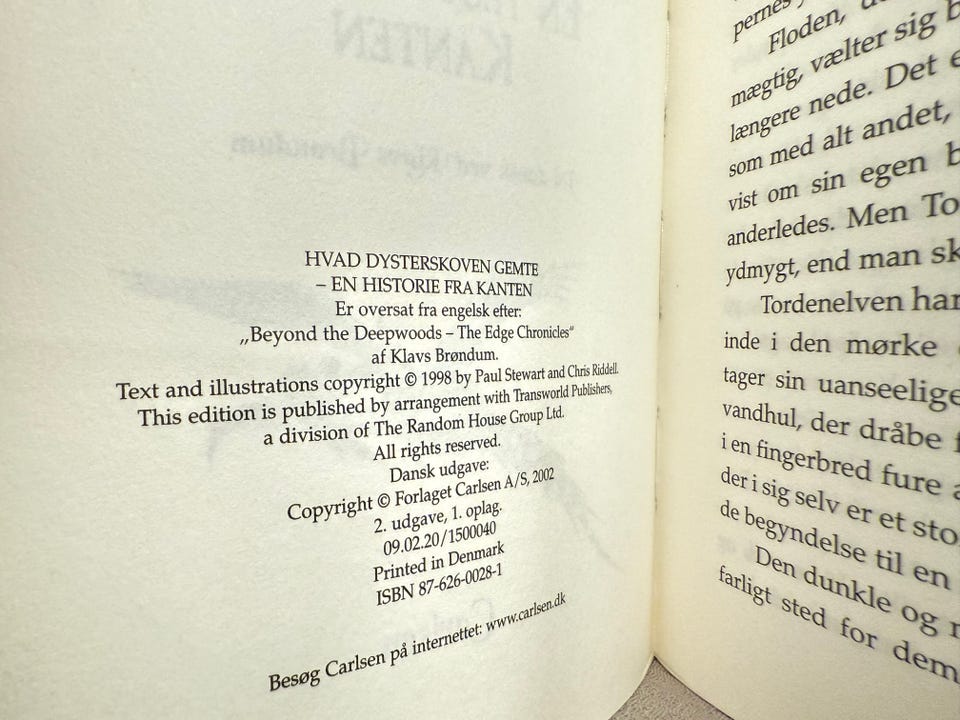 HVAD DYSTERSKOVEN GEMTE
– EN HISTORIE FRA KANTEN
Er oversat fra engelsk efter:
„Beyond the Deepwoods – The Edge Chronicles“
af Klavs Brøndum.
Text and illustrations copyright © 1998 by Paul Stewart and Chris Riddell.
This edition is published by arrangement with Transworld Publishers,
a division of The Random House Group Ltd.
All rights reserved.
Dansk udgave:
Copyright © Forlaget Carlsen A/S, 2002
2. udgave, 1. oplag.
09.02.20/1500040
Printed in Denmark
ISBN 87-626-0028-1
Besøg Carlsen på internettet: www.carlsen.dk
pernes
Floden,
mægtig, vælter sig
længere nede. Det
som med alt andet,
vist om sin egen
anderledes. Men
ydmygt, end man
Tordenelven
inde i den mørke
tager sin uanseelige
vandhul, der dråbe
i en fingerbred fure
der i sig selv er et
de begyndelse til en
Den dunkle og
farligt sted for